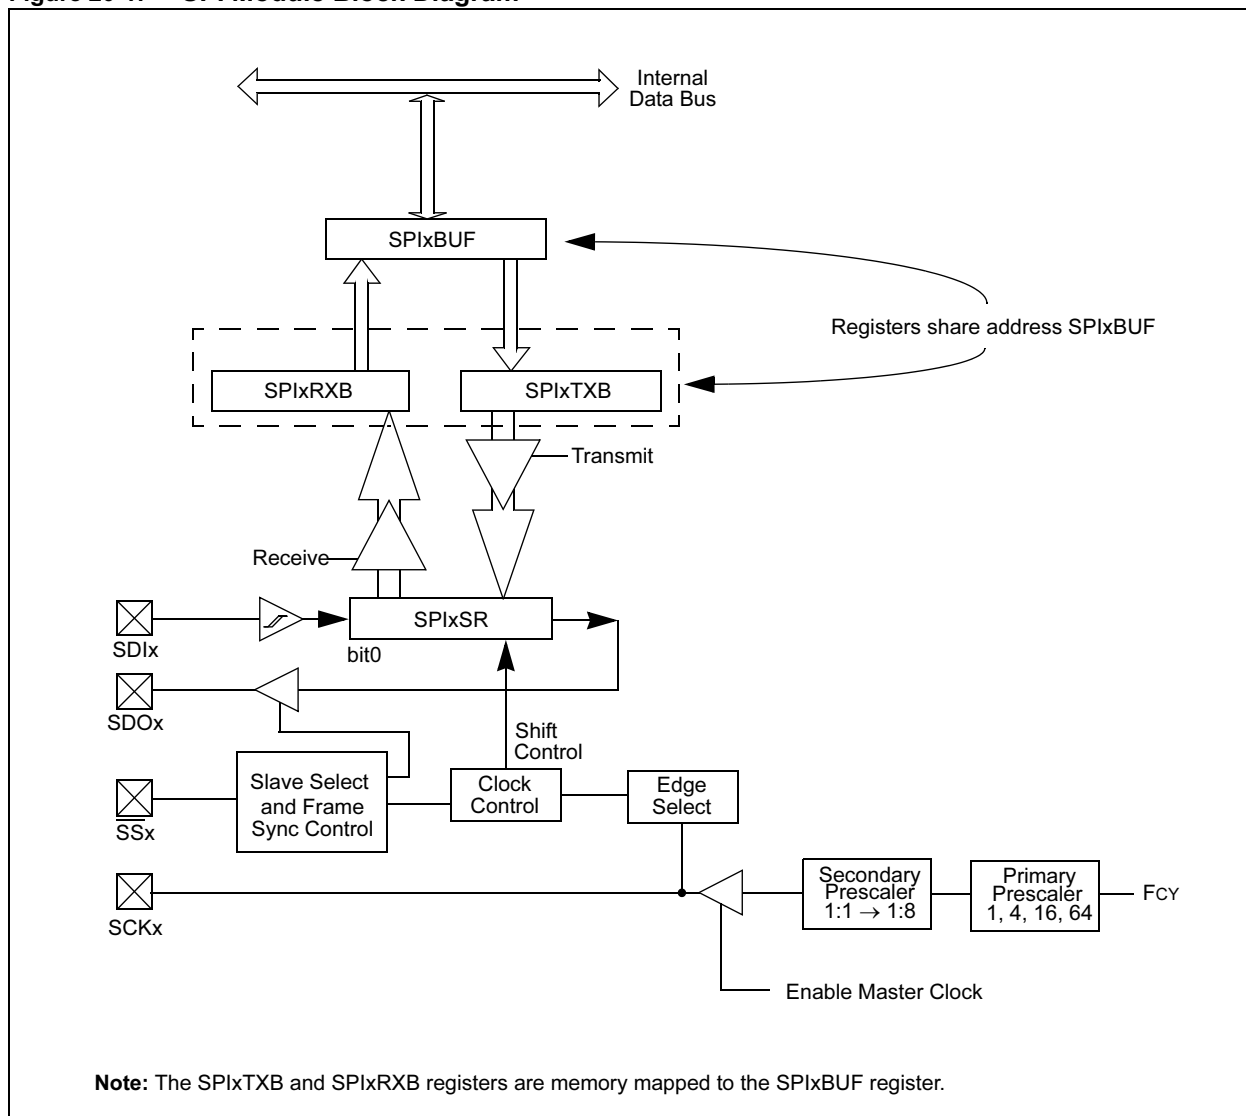 Internal
Data Bus
SPIxBUF
Registers share address SPIxBUF
SPIxRXB
SPIxTXB
Transmit
Receive
SPIxSR
SDIx
bit0
SDOx
Shift
Control
Slave Select
and Frame
Sync Control
Clock
Control
Edge
Select
SSx
Secondary
Prescaler
1:1 → 1:8
Primary
Prescaler
1, 4, 16, 64
FCY
SCKx
Enable Master Clock
Note: The SPIxTXB and SPIxRXB registers are memory mapped to the SPIxBUF register.